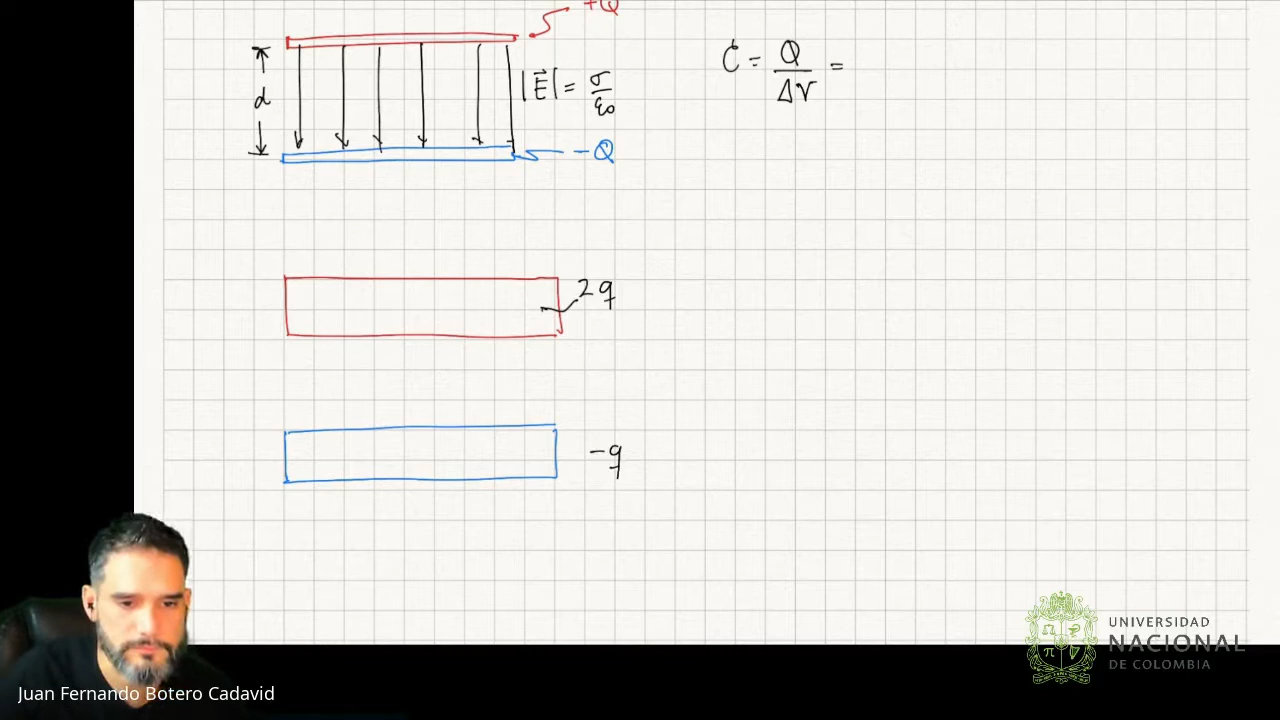 +Q
d
|E⃗| = σ/ε₀
C = Q/ΔV =
-Q
2q
-q
UNIVERSIDAD
NACIONAL
DE COLOMBIA
Juan Fernando Botero Cadavid